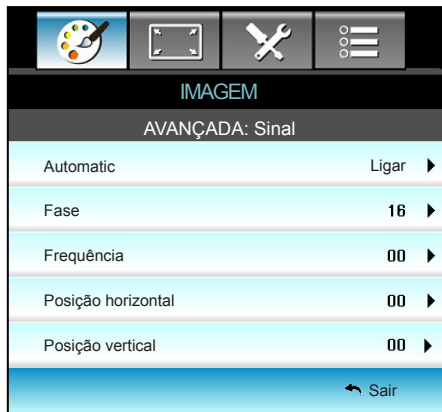 IMAGEM
AVANÇADA: Sinal
Automatic Ligar
Fase 16
Frequência 00
Posição horizontal 00
Posição vertical 00
Sair